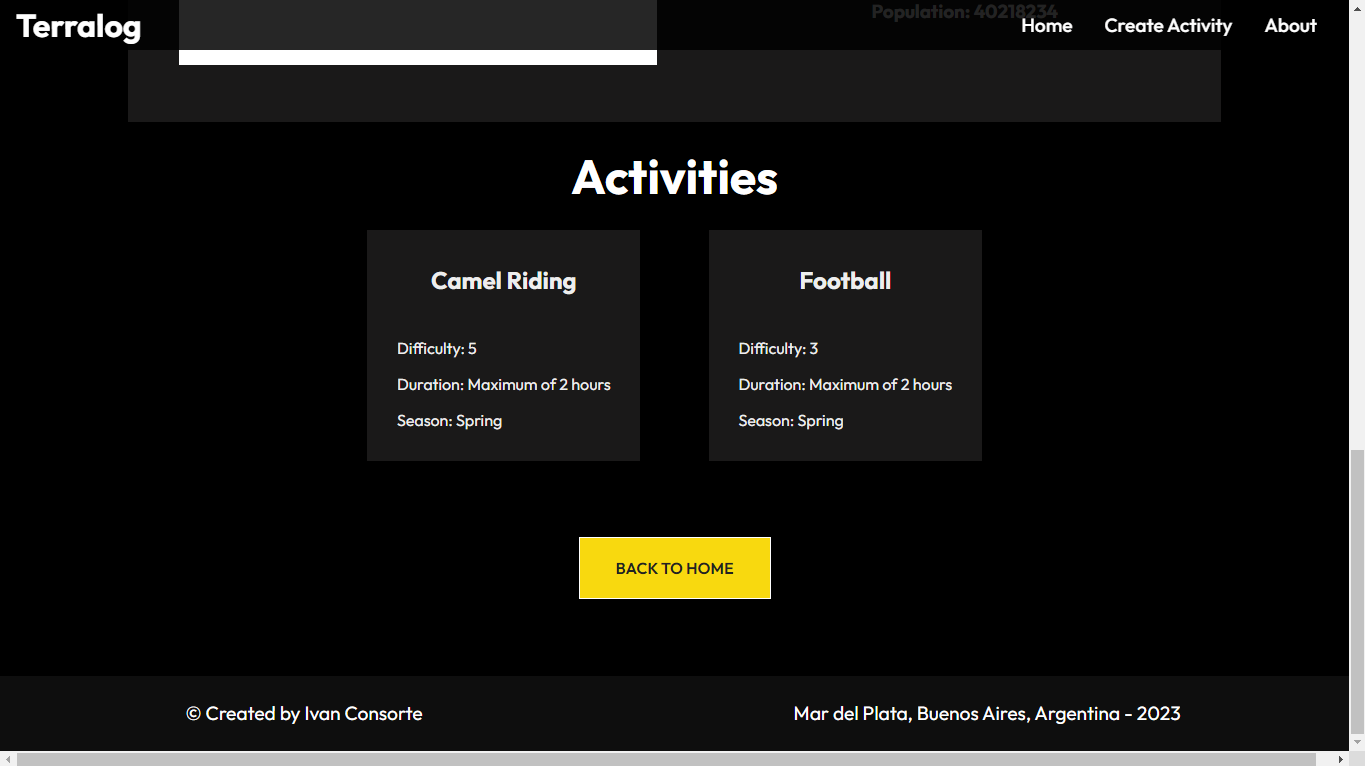 Terralog
Population: 40218234
Home Create Activity About
Activities
Camel Riding
Difficulty: 5
Duration: Maximum of 2 hours
Season: Spring
Football
Difficulty: 3
Duration: Maximum of 2 hours
Season: Spring
BACK TO HOME
© Created by Ivan Consorte
Mar del Plata, Buenos Aires, Argentina - 2023